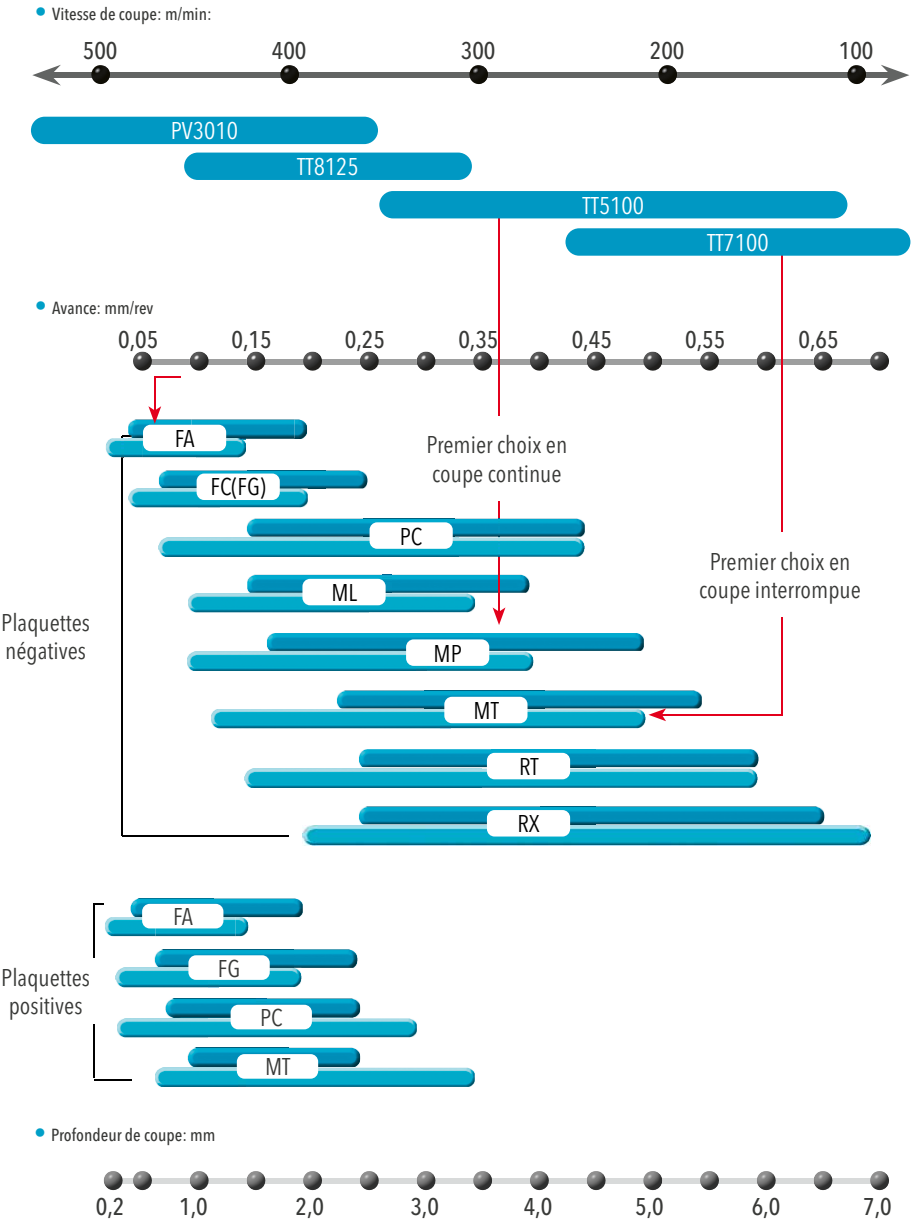 Vitesse de coupe: m/min:
500 400 300 200 100
PV3010
TT8125
TT5100
TT7100
Avance: mm/rev
0,05 0,15 0,25 0,35 0,45 0,55 0,65
FA
FC(FG)
Premier choix en
coupe continue
PC
ML
Premier choix en
coupe interrompue
Plaquettes
négatives
MP
MT
RT
RX
FA
FG
Plaquettes
positives
PC
MT
Profondeur de coupe: mm
0,2 1,0 2,0 3,0 4,0 5,0 6,0 7,0